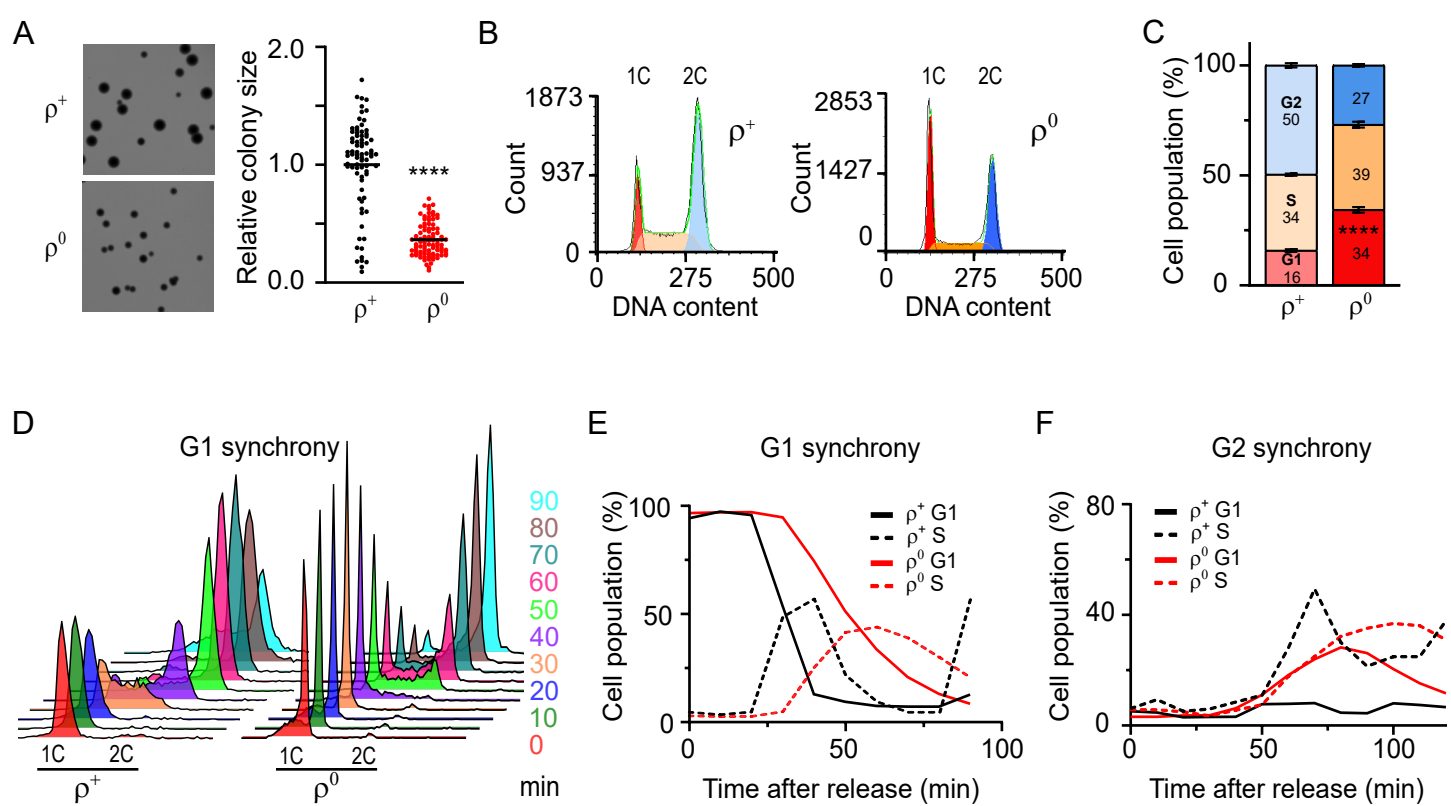 A
ρ⁺
ρ⁰
Relative colony size
2.0
1.0
0.0
****
ρ⁺
ρ⁰
B
1C
2C
1873
937
0
Count
ρ⁺
0
275
500
DNA content
1C
2C
2853
1427
0
Count
ρ⁰
0
275
500
DNA content
C
Cell population (%)
100
50
0
G2
50
S
34
G1
16
27
39
****
34
ρ⁺
ρ⁰
D
G1 synchrony
90
80
70
60
50
40
30
20
10
0
min
1C
2C
ρ⁺
1C
2C
ρ⁰
E
G1 synchrony
Cell population (%)
100
50
0
ρ⁺ G1
ρ⁺ S
ρ⁰ G1
ρ⁰ S
0
50
100
Time after release (min)
F
G2 synchrony
Cell population (%)
80
40
0
ρ⁺ G1
ρ⁺ S
ρ⁰ G1
ρ⁰ S
0
50
100
Time after release (min)